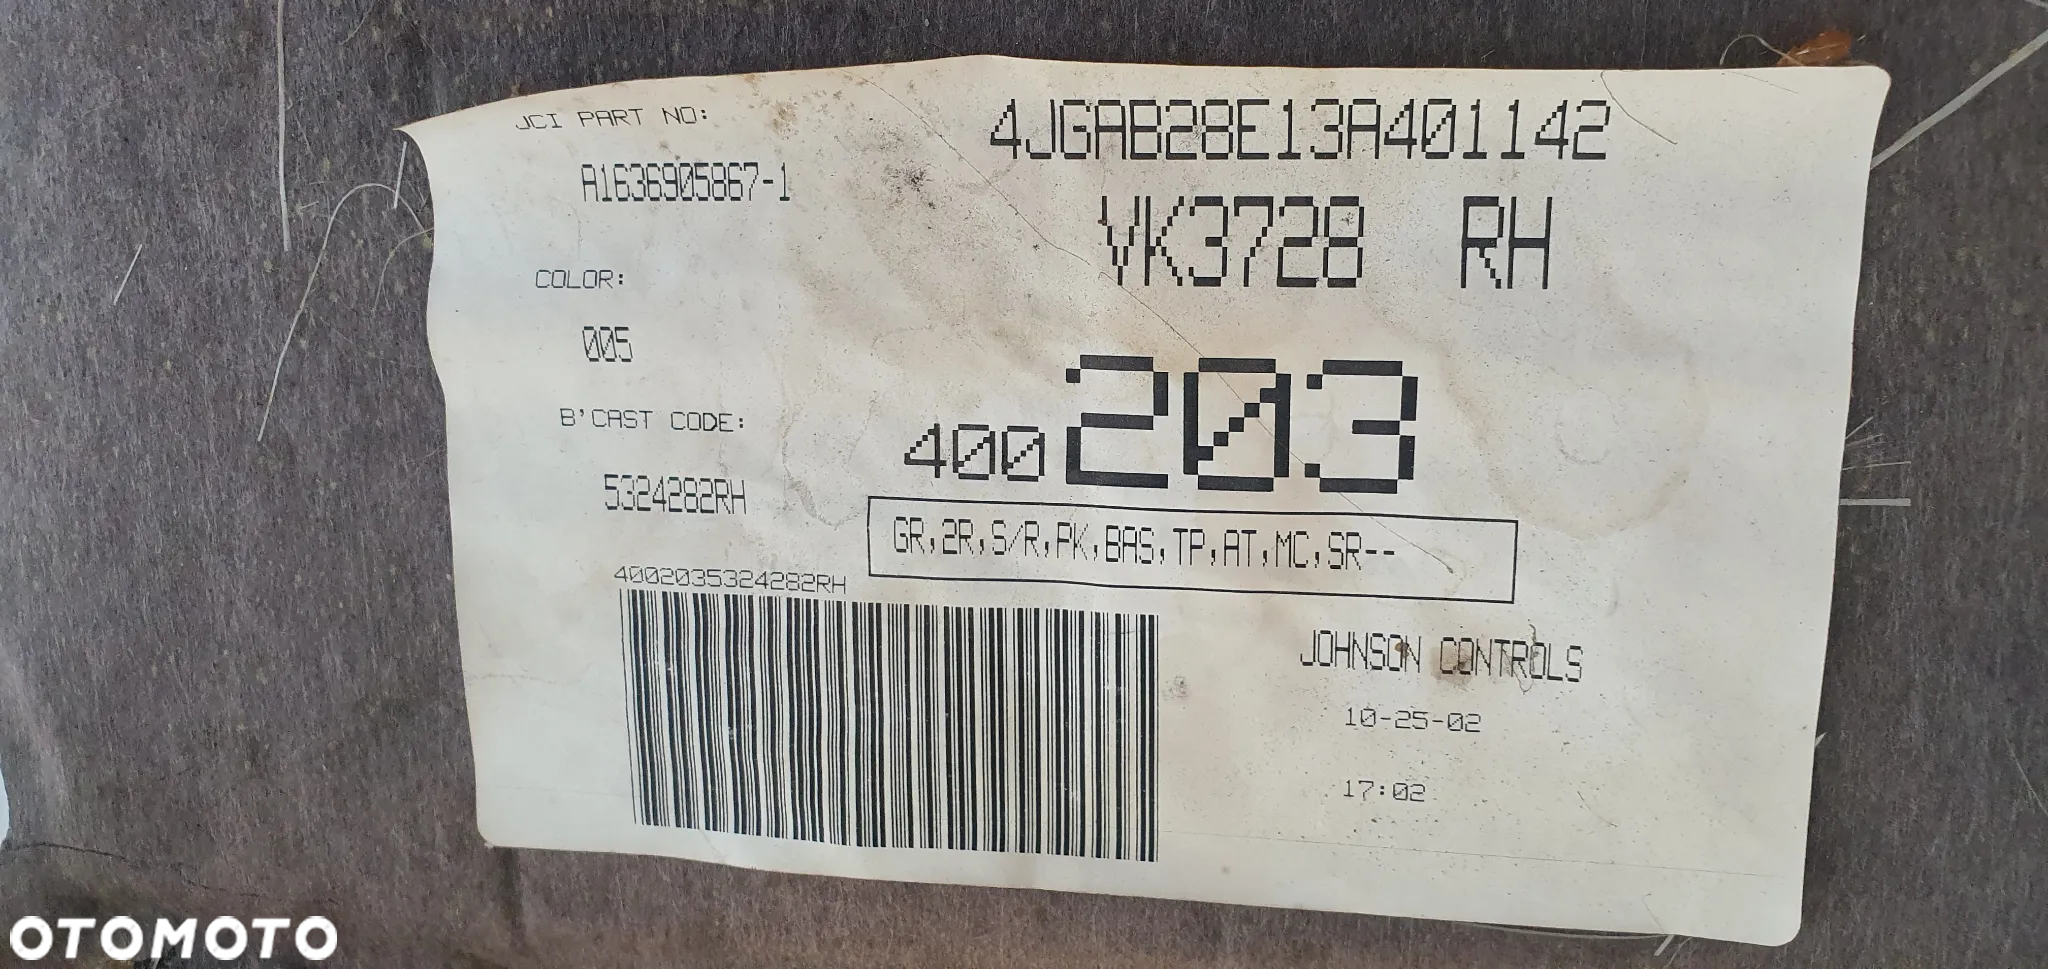 JCI PART NO:
A1636905867-1
COLOR:
005
B'CAST CODE:
5324282RH
4002035324282RH
4JGAB28E13A401142
VK3728 RH
400203
GR,2R,S/R,PK,BAS,TP,AT,MC,SR--
JOHNSON CONTROLS
10-25-02
17:02
OTOMOTO